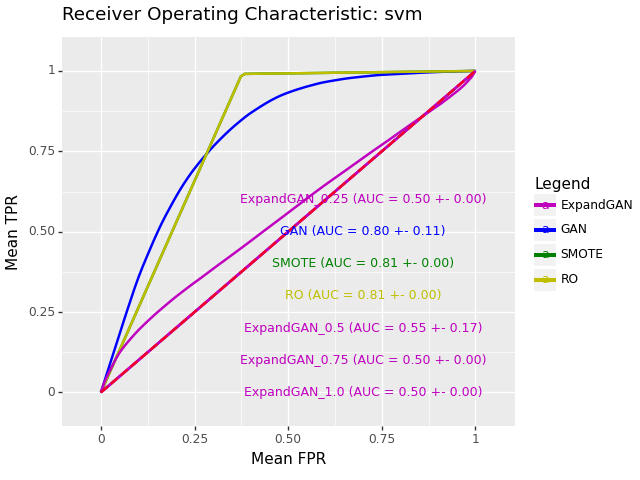 Receiver Operating Characteristic: svm
Mean TPR
1
0.75
0.50
0.25
0
ExpandGAN_0.25 (AUC = 0.50 +- 0.00)
GAN (AUC = 0.80 +- 0.11)
SMOTE (AUC = 0.81 +- 0.00)
RO (AUC = 0.81 +- 0.00)
ExpandGAN_0.5 (AUC = 0.55 +- 0.17)
ExpandGAN_0.75 (AUC = 0.50 +- 0.00)
ExpandGAN_1.0 (AUC = 0.50 +- 0.00)
0 0.25 0.50 0.75 1
Mean FPR
Legend
a ExpandGAN
a GAN
a SMOTE
a RO